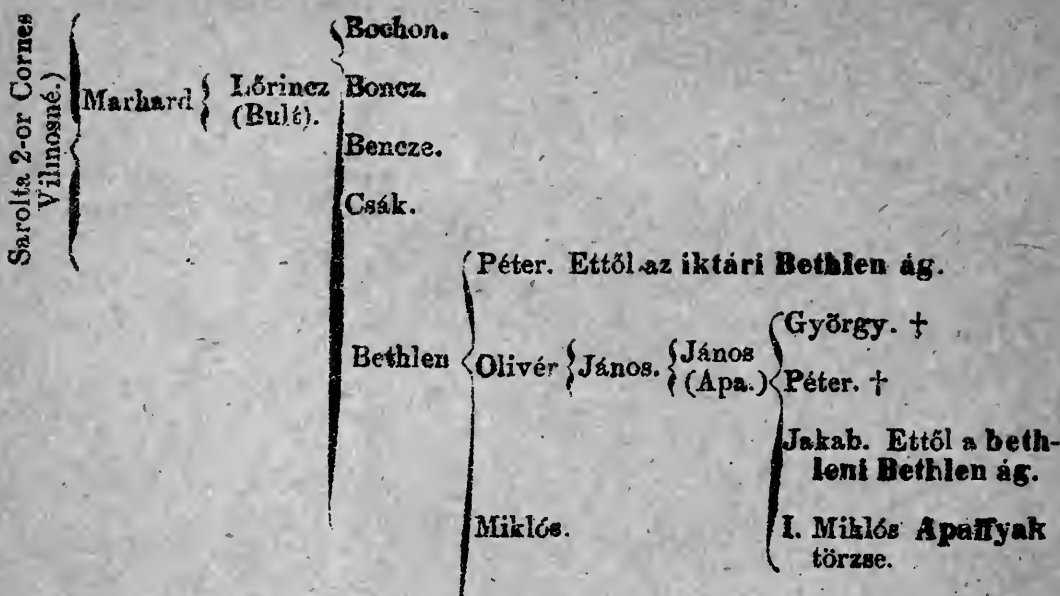 Sarolta 2-or Cornes
Vilmosné.)
Marhard
Lőrincz
(Bulé).
Bochon.
Boncz.
Bencze.
Csák.
Bethlen
Péter. Ettől az iktári Bethlen ág.
Olivér
János.
János
(Apa.)
György. †
Péter. †
Jakab. Ettől a beth-
leni Bethlen ág.
I. Miklós Apaffyak
törzse.
Miklós.